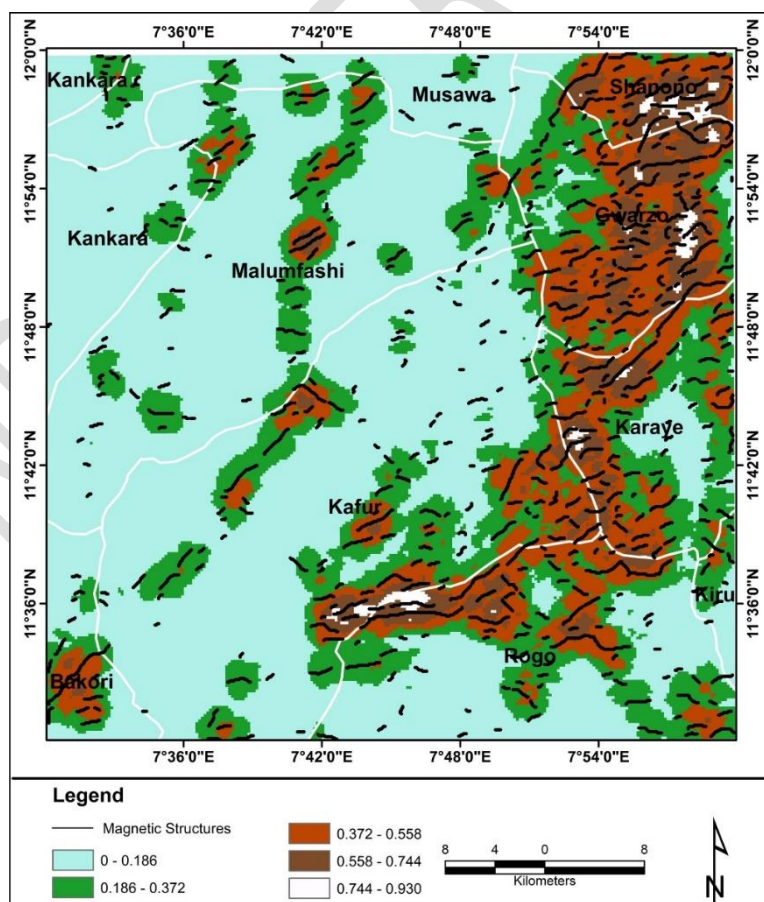 7°36'0"E 7°42'0"E 7°48'0"E 7°54'0"E
12°0'0"N 12°0'0"N
Kankara Musawa Shanono
11°54'0"N 11°54'0"N
Kankara Gwarzo
Malumfashi
11°48'0"N 11°48'0"N
Karaye
11°42'0"N 11°42'0"N
Kafur
11°36'0"N Kiru 11°36'0"N
Rogo
Bakori
7°36'0"E 7°42'0"E 7°48'0"E 7°54'0"E
Legend
Magnetic Structures 0.372 - 0.558
0 - 0.186 0.558 - 0.744 8 4 0 8
0.186 - 0.372 0.744 - 0.930 Kilometers
N